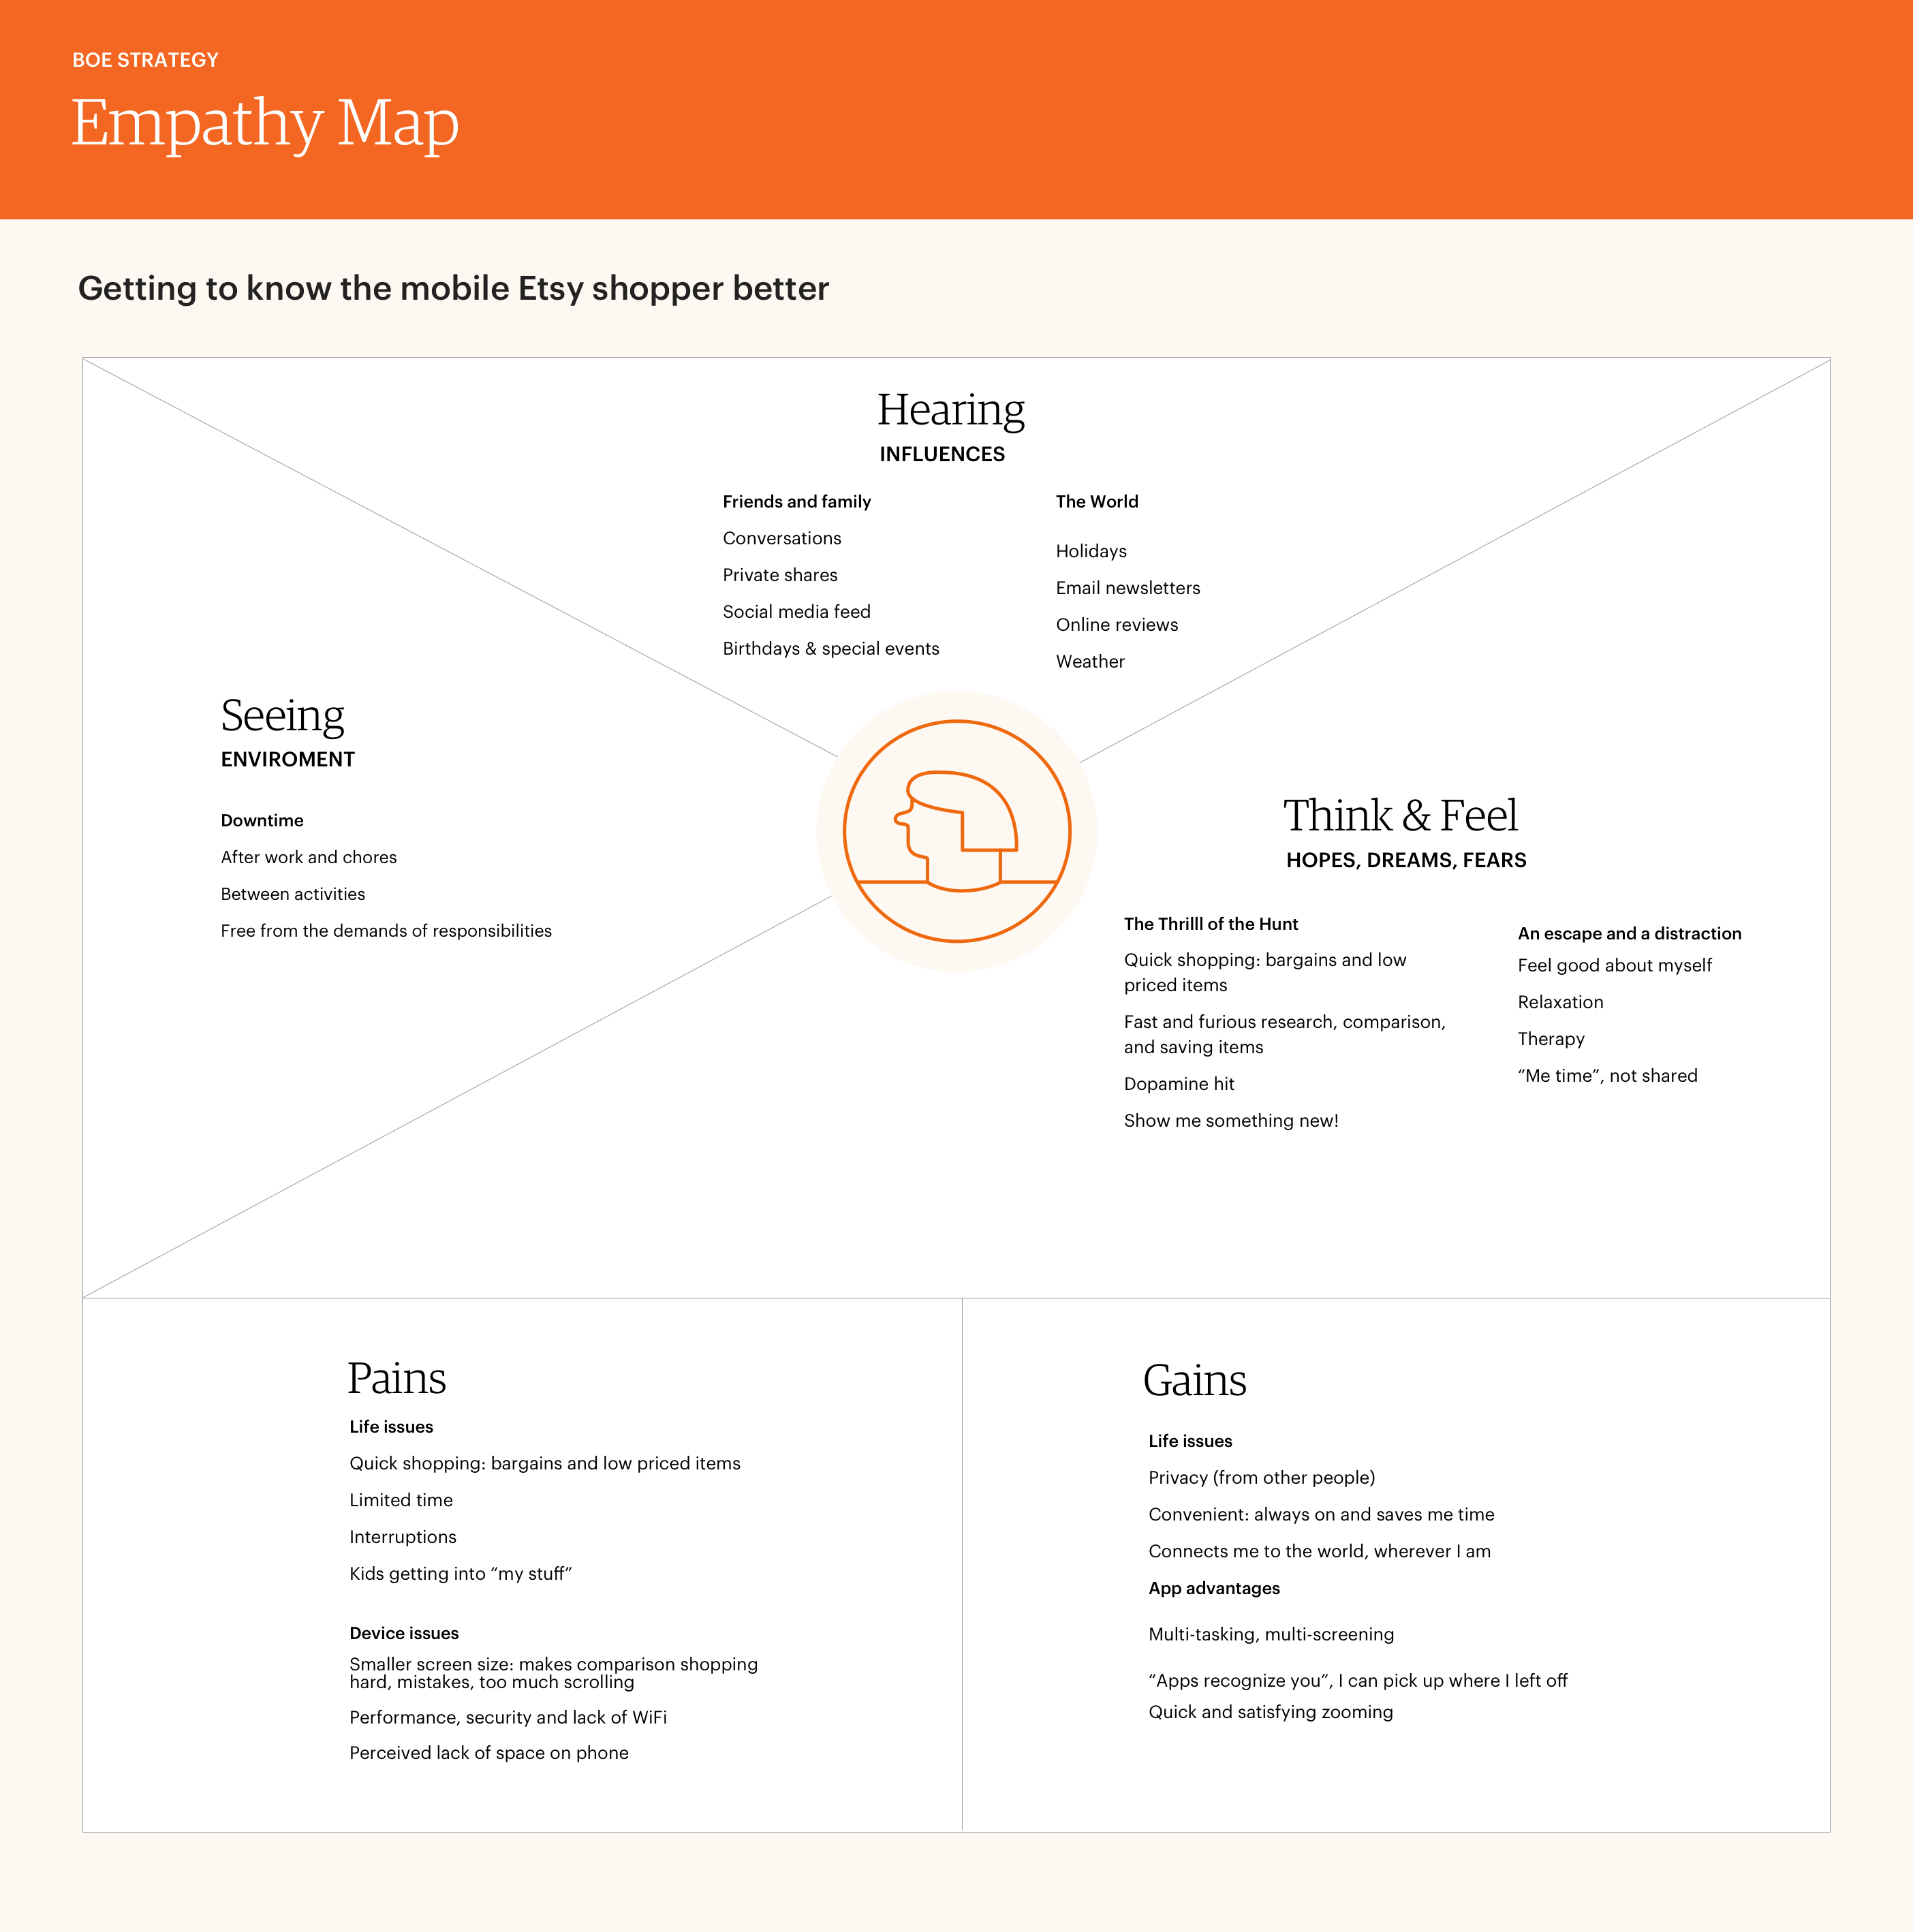 BOE STRATEGY
Empathy Map
Getting to know the mobile Etsy shopper better
Hearing
INFLUENCES
Friends and family
Conversations
Private shares
Social media feed
Birthdays & special events
The World
Holidays
Email newsletters
Online reviews
Weather
Seeing
ENVIROMENT
Downtime
After work and chores
Between activities
Free from the demands of responsibilities
Think & Feel
HOPES, DREAMS, FEARS
The Thrilll of the Hunt
Quick shopping: bargains and low
priced items
Fast and furious research, comparison,
and saving items
Dopamine hit
Show me something new!
An escape and a distraction
Feel good about myself
Relaxation
Therapy
“Me time”, not shared
Pains
Life issues
Quick shopping: bargains and low priced items
Limited time
Interruptions
Kids getting into “my stuff”
Device issues
Smaller screen size: makes comparison shopping
hard, mistakes, too much scrolling
Performance, security and lack of WiFi
Perceived lack of space on phone
Gains
Life issues
Privacy (from other people)
Convenient: always on and saves me time
Connects me to the world, wherever I am
App advantages
Multi-tasking, multi-screening
“Apps recognize you”, I can pick up where I left off
Quick and satisfying zooming